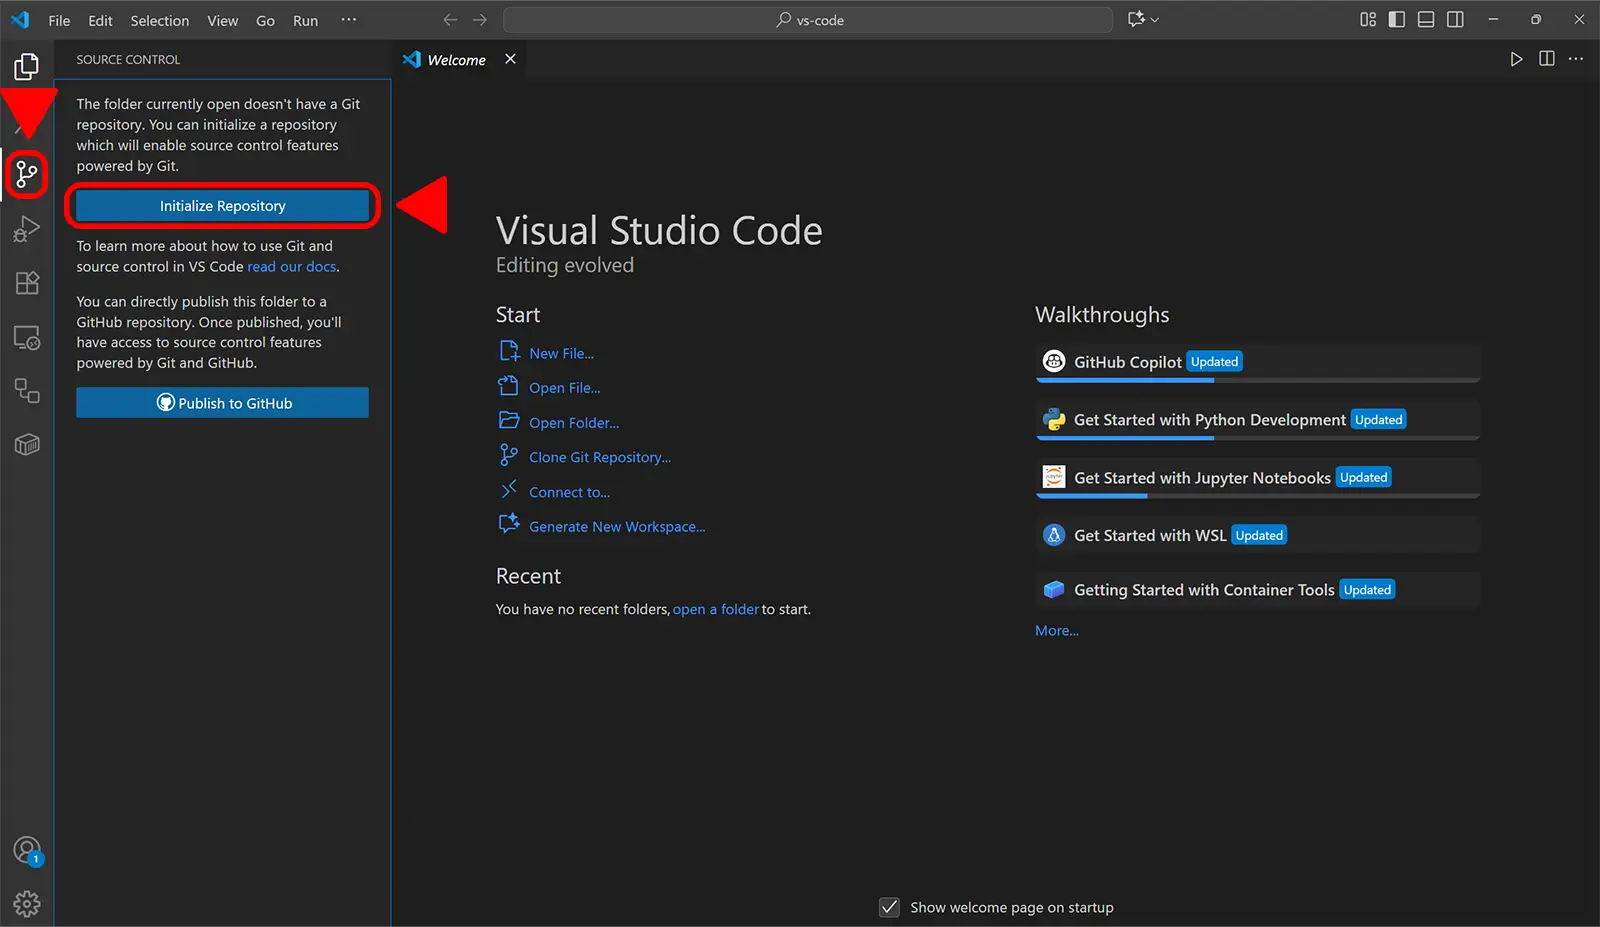 File Edit Selection View Go Run ···
vs-code
SOURCE CONTROL
The folder currently open doesn't have a Git
repository. You can initialize a repository
which will enable source control features
powered by Git.
Initialize Repository
To learn more about how to use Git and
source control in VS Code read our docs.
You can directly publish this folder to a
GitHub repository. Once published, you'll
have access to source control features
powered by Git and GitHub.
Publish to GitHub
1
Welcome
Visual Studio Code
Editing evolved
Start
New File...
Open File...
Open Folder...
Clone Git Repository...
Connect to...
Generate New Workspace...
Recent
You have no recent folders, open a folder to start.
Walkthroughs
GitHub Copilot Updated
Get Started with Python Development Updated
Get Started with Jupyter Notebooks Updated
Get Started with WSL Updated
Getting Started with Container Tools Updated
More...
Show welcome page on startup